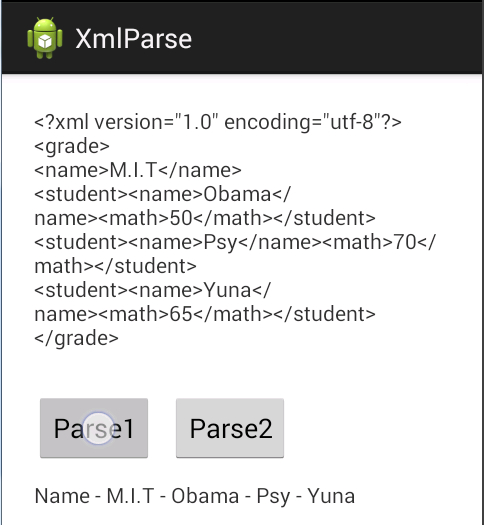 XmlParse
<?xml version="1.0" encoding="utf-8"?>
<grade>
<name>M.I.T</name>
<student><name>Obama</
name><math>50</math></student>
<student><name>Psy</name><math>70</
math></student>
<student><name>Yuna</
name><math>65</math></student>
</grade>
Parse1 Parse2
Name - M.I.T - Obama - Psy - Yuna